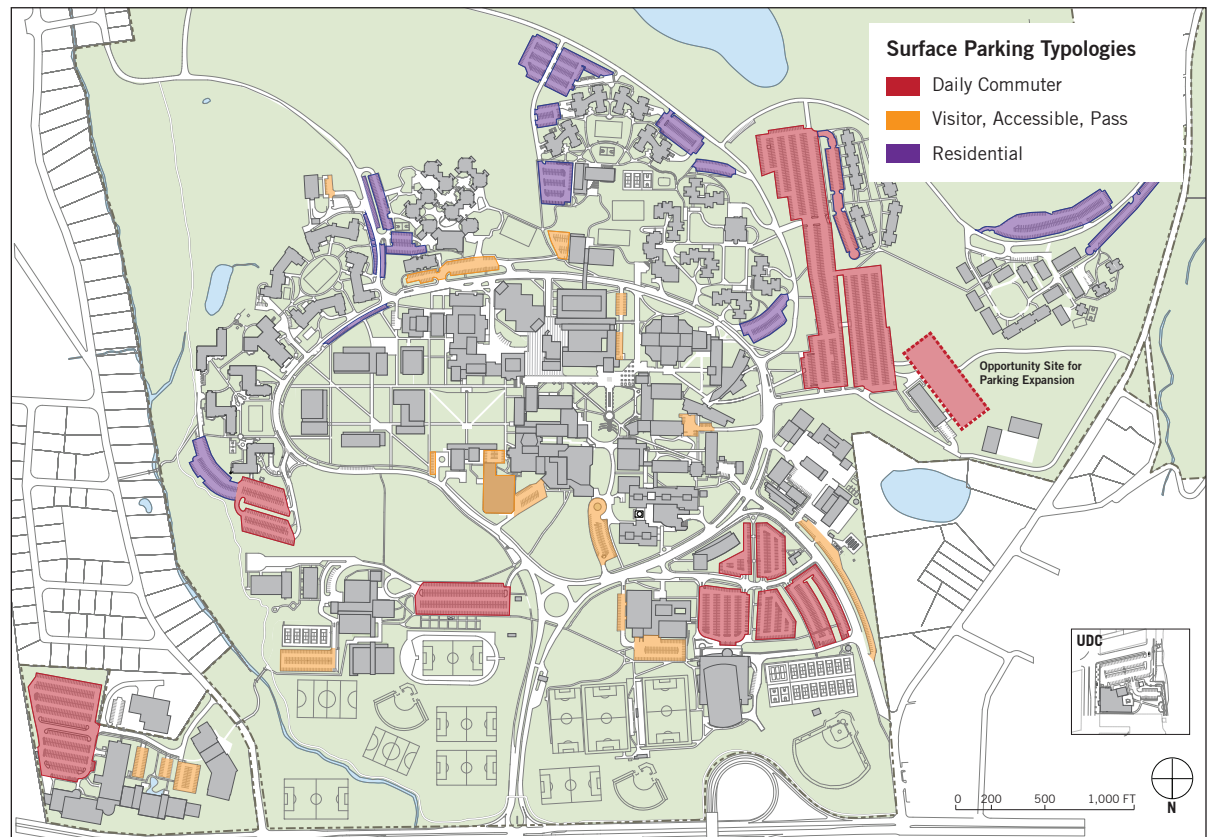 Surface Parking Typologies
Daily Commuter
Visitor, Accessible, Pass
Residential
Opportunity Site for
Parking Expansion
UDC
0 200 500 1,000 FT
N